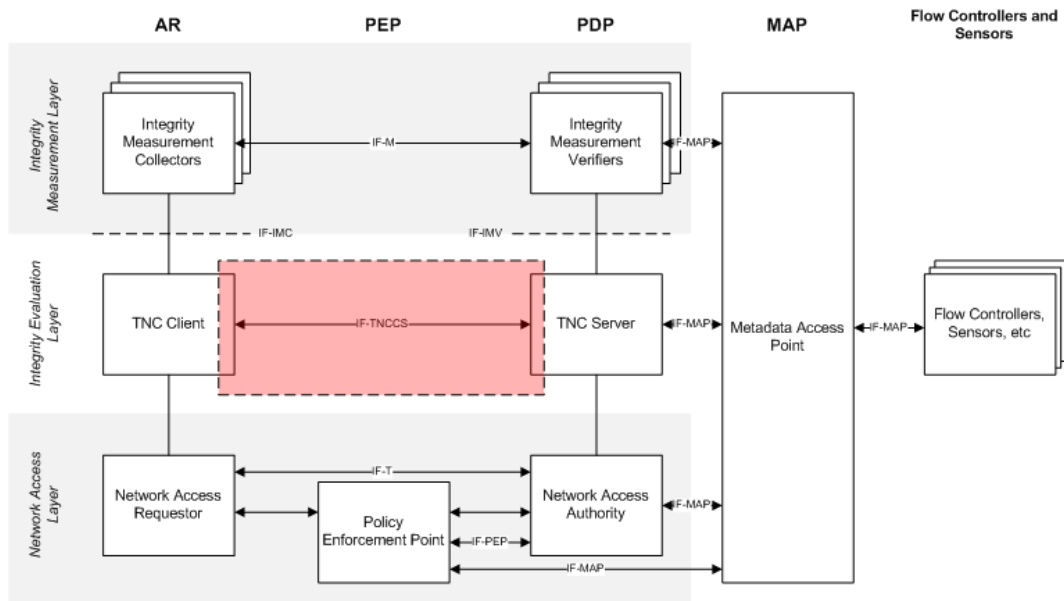 AR
PEP
PDP
MAP
Flow Controllers and
Sensors
Integrity
Measurement Layer
Integrity
Measurement
Collectors
IF-M
Integrity
Measurement
Verifiers
IF-MAP
IF-IMC
IF-IMV
Integrity Evaluation
Layer
TNC Client
IF-TNCCS
TNC Server
IF-MAP
Metadata Access
Point
IF-MAP
Flow Controllers,
Sensors, etc
Network Access
Layer
Network Access
Requestor
IF-T
Policy
Enforcement Point
IF-PEP
IF-MAP
Network Access
Authority
IF-MAP